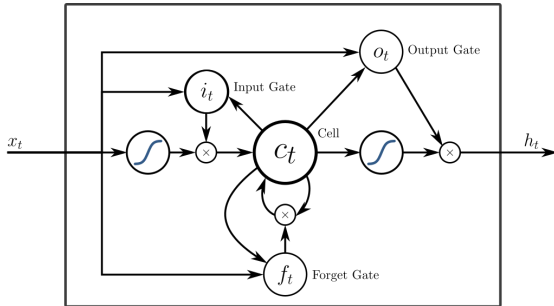 o_t Output Gate
i_t Input Gate
x_t
×
c_t Cell
×
h_t
×
f_t Forget Gate